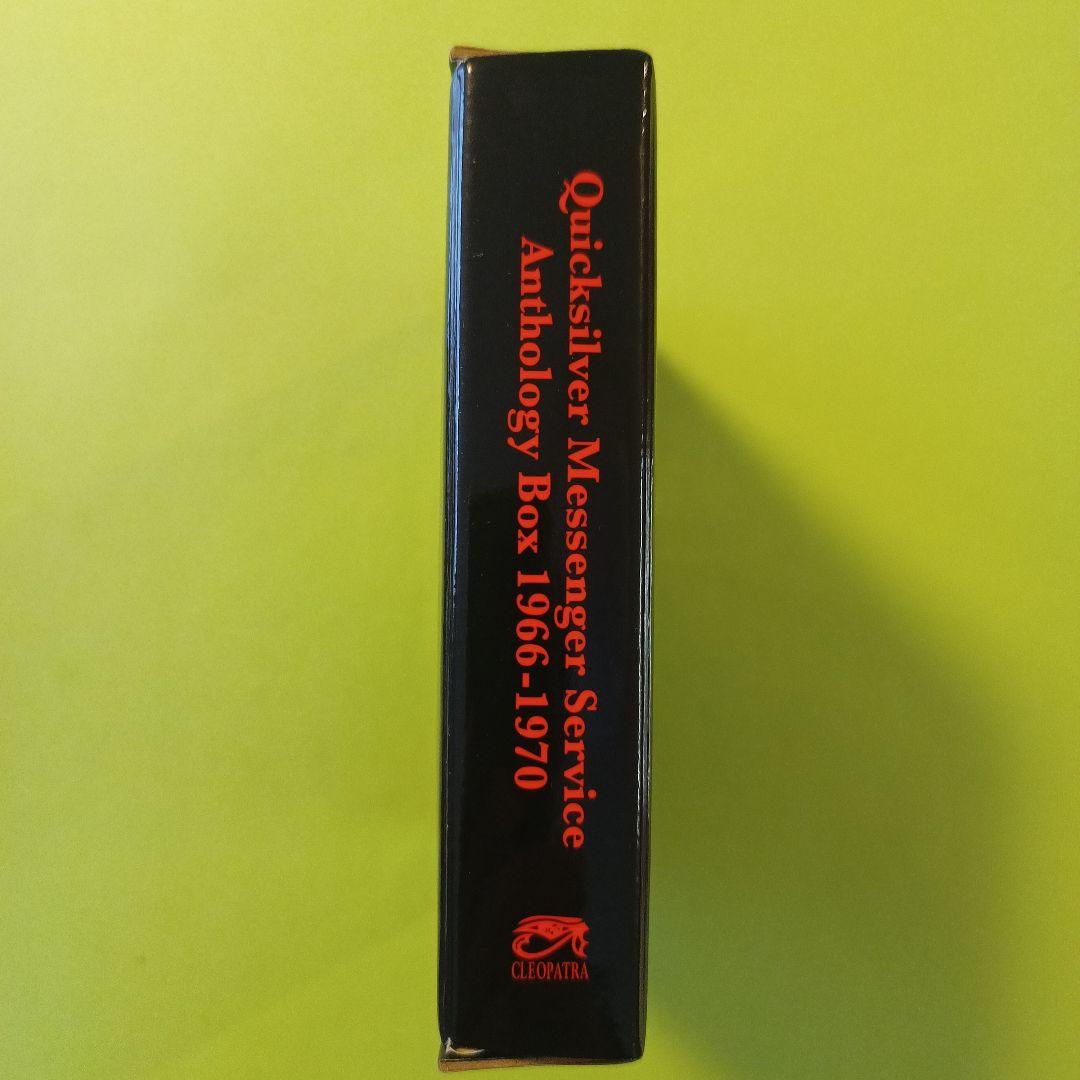 Quicksilver Messenger Service
Anthology Box 1966-1970
CLEOPATRA